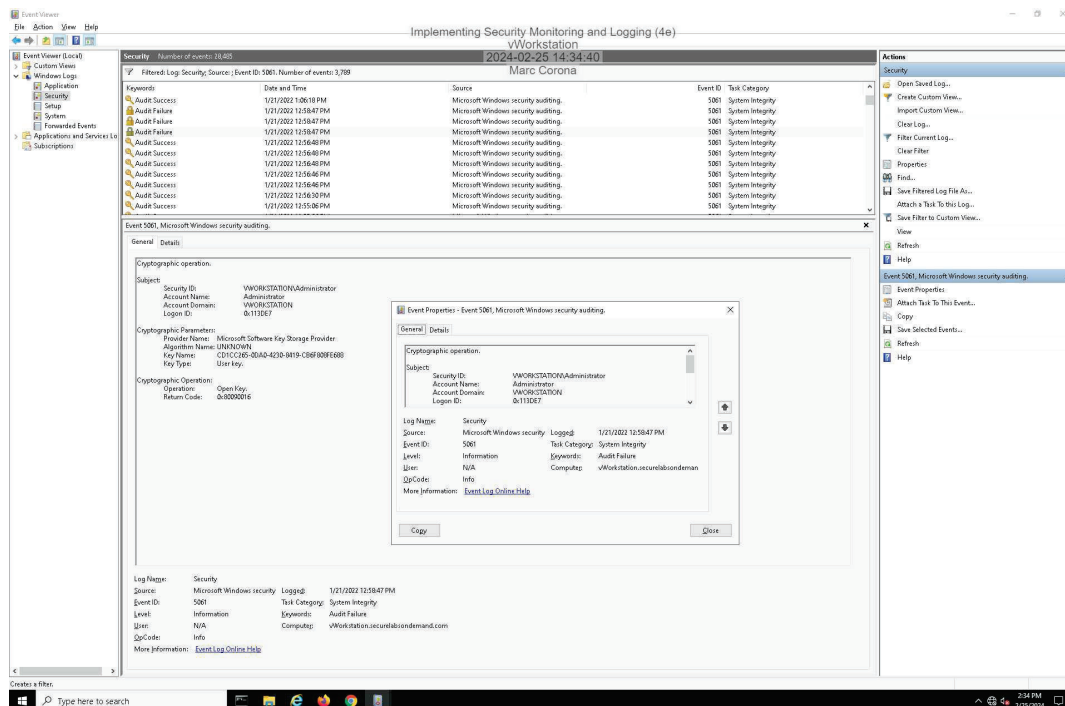 Event Viewer
File Action View Help
Implementing Security Monitoring and Logging (4e)
vWorkstation
2024-02-25 14:34:40
Marc Corona
Event Viewer (Local)
Custom Views
Windows Logs
Application
Security
Setup
System
Forwarded Events
Applications and Services Lo
Subscriptions
Security Number of events: 28,485
Filtered: Log: Security; Source: ; Event ID: 5061. Number of events: 3,789
Keywords Date and Time Source Event ID Task Category
Audit Success 1/21/2022 1:06:18 PM Microsoft Windows security auditing. 5061 System Integrity
Audit Failure 1/21/2022 12:58:47 PM Microsoft Windows security auditing. 5061 System Integrity
Audit Failure 1/21/2022 12:58:47 PM Microsoft Windows security auditing. 5061 System Integrity
Audit Failure 1/21/2022 12:58:47 PM Microsoft Windows security auditing. 5061 System Integrity
Audit Success 1/21/2022 12:56:48 PM Microsoft Windows security auditing. 5061 System Integrity
Audit Success 1/21/2022 12:56:48 PM Microsoft Windows security auditing. 5061 System Integrity
Audit Success 1/21/2022 12:56:48 PM Microsoft Windows security auditing. 5061 System Integrity
Audit Success 1/21/2022 12:56:46 PM Microsoft Windows security auditing. 5061 System Integrity
Audit Success 1/21/2022 12:56:46 PM Microsoft Windows security auditing. 5061 System Integrity
Audit Success 1/21/2022 12:56:30 PM Microsoft Windows security auditing. 5061 System Integrity
Audit Success 1/21/2022 12:55:06 PM Microsoft Windows security auditing. 5061 System Integrity
Event 5061, Microsoft Windows security auditing.
General Details
Cryptographic operation.
Subject:
Security ID: VWORKSTATION\Administrator
Account Name: Administrator
Account Domain: VWORKSTATION
Logon ID: 0x113DE7
Cryptographic Parameters:
Provider Name: Microsoft Software Key Storage Provider
Algorithm Name: UNKNOWN
Key Name: CD1CC265-0DA0-4230-8419-CB6F808FE688
Key Type: User key.
Cryptographic Operation:
Operation: Open Key.
Return Code: 0x80090016
Log Name: Security
Source: Microsoft Windows security Logged: 1/21/2022 12:58:47 PM
Event ID: 5061 Task Category: System Integrity
Level: Information Keywords: Audit Failure
User: N/A Computer: vWorkstation.securelabsondemand.com
OpCode: Info
More Information: Event Log Online Help
Event Properties - Event 5061, Microsoft Windows security auditing.
General Details
Cryptographic operation.
Subject:
Security ID: VWORKSTATION\Administrator
Account Name: Administrator
Account Domain: VWORKSTATION
Logon ID: 0x113DE7
Log Name: Security
Source: Microsoft Windows security Logged: 1/21/2022 12:58:47 PM
Event ID: 5061 Task Category: System Integrity
Level: Information Keywords: Audit Failure
User: N/A Computer: vWorkstation.securelabsondeman
OpCode: Info
More Information: Event Log Online Help
Copy Close
Actions
Security
Open Saved Log...
Create Custom View...
Import Custom View...
Clear Log...
Filter Current Log...
Clear Filter
Properties
Find...
Save Filtered Log File As...
Attach a Task To this Log...
Save Filter to Custom View...
View
Refresh
Help
Event 5061, Microsoft Windows security auditing.
Event Properties
Attach Task To This Event...
Copy
Save Selected Events...
Refresh
Help
Creates a filter.
Type here to search
2:34 PM
2/25/2024